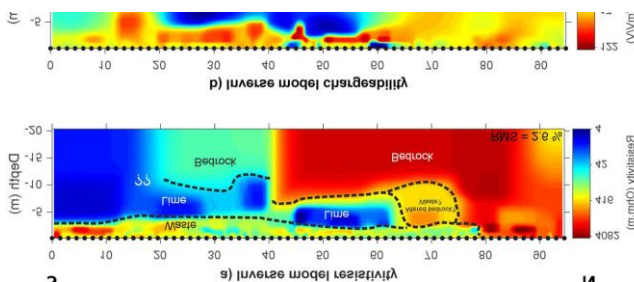 S N
a) Inverse model resistivity
0 10 20 30 40 50 60 70 80 90
4082
Waste
-5 Lime Lime
Waste?
Altered bedrock?
??
-10
42
-15 Bedrock Bedrock
-20 RMS = 2.6 %
4
Depth (m)
Resistivity (Ohm.m)
b) Inverse model chargeability
0 10 20 30 40 50 60 70 80 90
122
-5